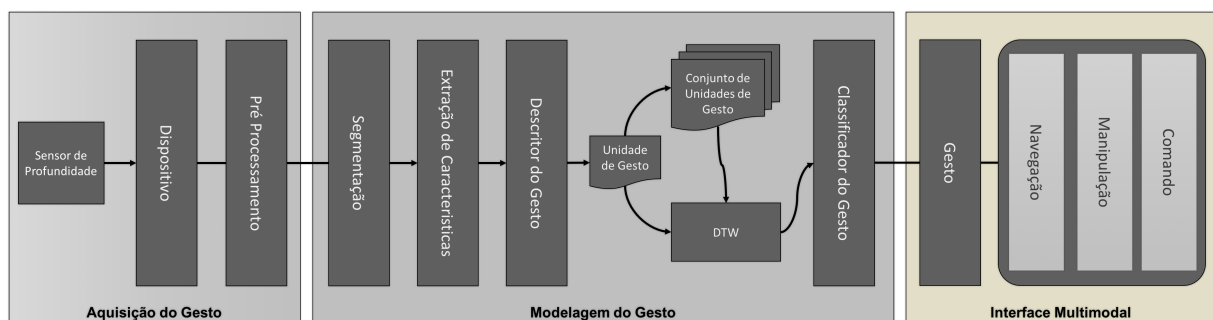 Sensor de
Profundidade
Dispositivo
Pré Processamento
Aquisição do Gesto
Segmentação
Extração de Caracteristicas
Descritor do Gesto
Unidade
de Gesto
Conjunto de
Unidades de
Gesto
DTW
Classificador do Gesto
Modelagem do Gesto
Gesto
Navegação
Manipulação
Comando
Interface Multimodal